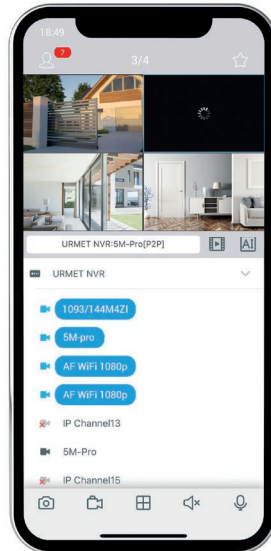 18:49
7
3/4
URMET NVR:5M-Pro[P2P]
AI
URMET NVR
1093/144M4ZI
5M-pro
AF WiFi 1080p
AF WiFi 1080p
IP Channel13
5M-Pro
IP Channel15